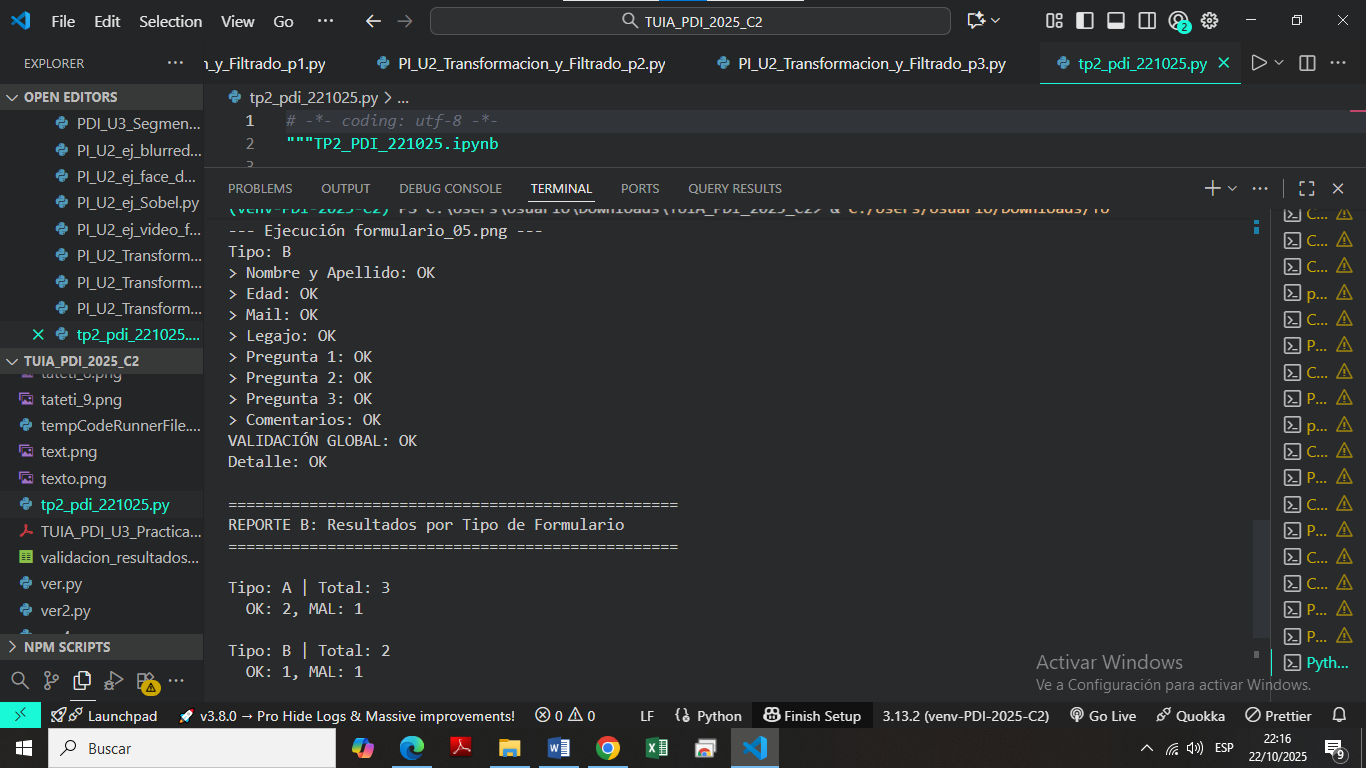 File Edit Selection View Go ··· TUIA_PDI_2025_C2 2
EXPLORER ···
n_y_Filtrado_p1.py PI_U2_Transformacion_y_Filtrado_p2.py PI_U2_Transformacion_y_Filtrado_p3.py tp2_pdi_221025.py ···
OPEN EDITORS
PDI_U3_Segmen...
PI_U2_ej_blurred...
PI_U2_ej_face_d...
PI_U2_ej_Sobel.py
PI_U2_ej_video_f...
PI_U2_Transform...
PI_U2_Transform...
PI_U2_Transform...
tp2_pdi_221025....
TUIA_PDI_2025_C2
tateti_9.png
tempCodeRunnerFile....
text.png
texto.png
tp2_pdi_221025.py
TUIA_PDI_U3_Practica...
validacion_resultados...
ver.py
ver2.py
NPM SCRIPTS
···
tp2_pdi_221025.py > ...
1 # -*- coding: utf-8 -*-
2 """TP2_PDI_221025.ipynb
3
PROBLEMS OUTPUT DEBUG CONSOLE TERMINAL PORTS QUERY RESULTS ···
--- Ejecución formulario_05.png ---
Tipo: B
> Nombre y Apellido: OK
> Edad: OK
> Mail: OK
> Legajo: OK
> Pregunta 1: OK
> Pregunta 2: OK
> Pregunta 3: OK
> Comentarios: OK
VALIDACIÓN GLOBAL: OK
Detalle: OK
==================================================
REPORTE B: Resultados por Tipo de Formulario
==================================================
Tipo: A | Total: 3
OK: 2, MAL: 1
Tipo: B | Total: 2
OK: 1, MAL: 1
C...
C...
C...
p...
C...
P...
C...
P...
p...
C...
P...
C...
P...
C...
C...
P...
P...
Pyth...
Activar Windows
Ve a Configuración para activar Windows.
Launchpad v3.8.0 → Pro Hide Logs & Massive improvements! 0 0 LF Python Finish Setup 3.13.2 (venv-PDI-2025-C2) Go Live Quokka Prettier
Buscar ESP 22:16
22/10/2025 9